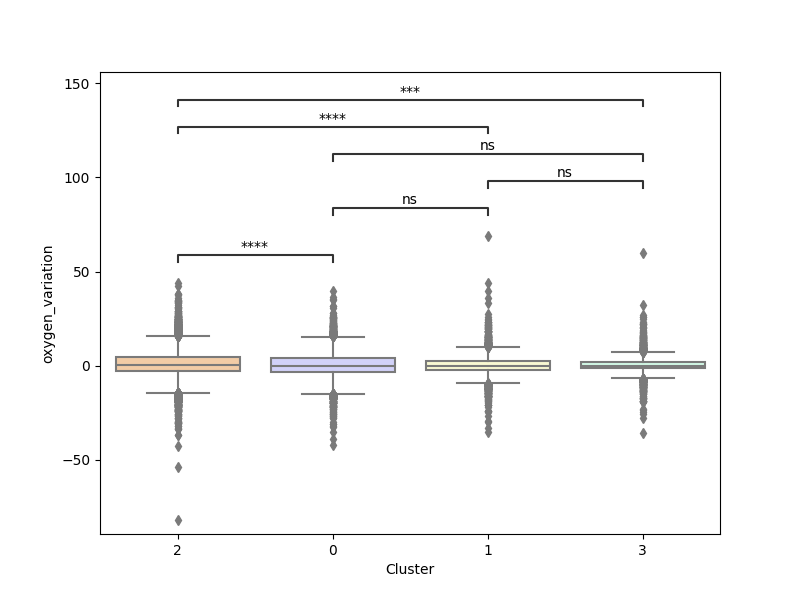 150
***
****
ns
100
ns
ns
****
50
oxygen_variation
0
−50
2 0 1 3
Cluster